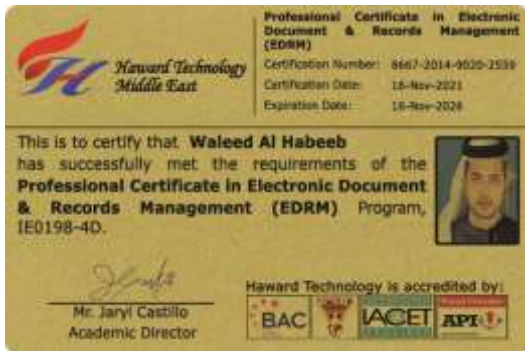 Haward Technology
Middle East
Professional Certificate in Electronic
Document & Records Management
(EDRM)
Certification Number: 8667-2014-9020-2559
Certification Date: 18-Nov-2021
Expiration Date: 18-Nov-2026
This is to certify that Waleed Al Habeeb
has successfully met the requirements of the
Professional Certificate in Electronic Document
& Records Management (EDRM) Program,
IE0198-4D.
Mr. Jaryl Castillo
Academic Director
Haward Technology is accredited by:
BAC
IACET
API